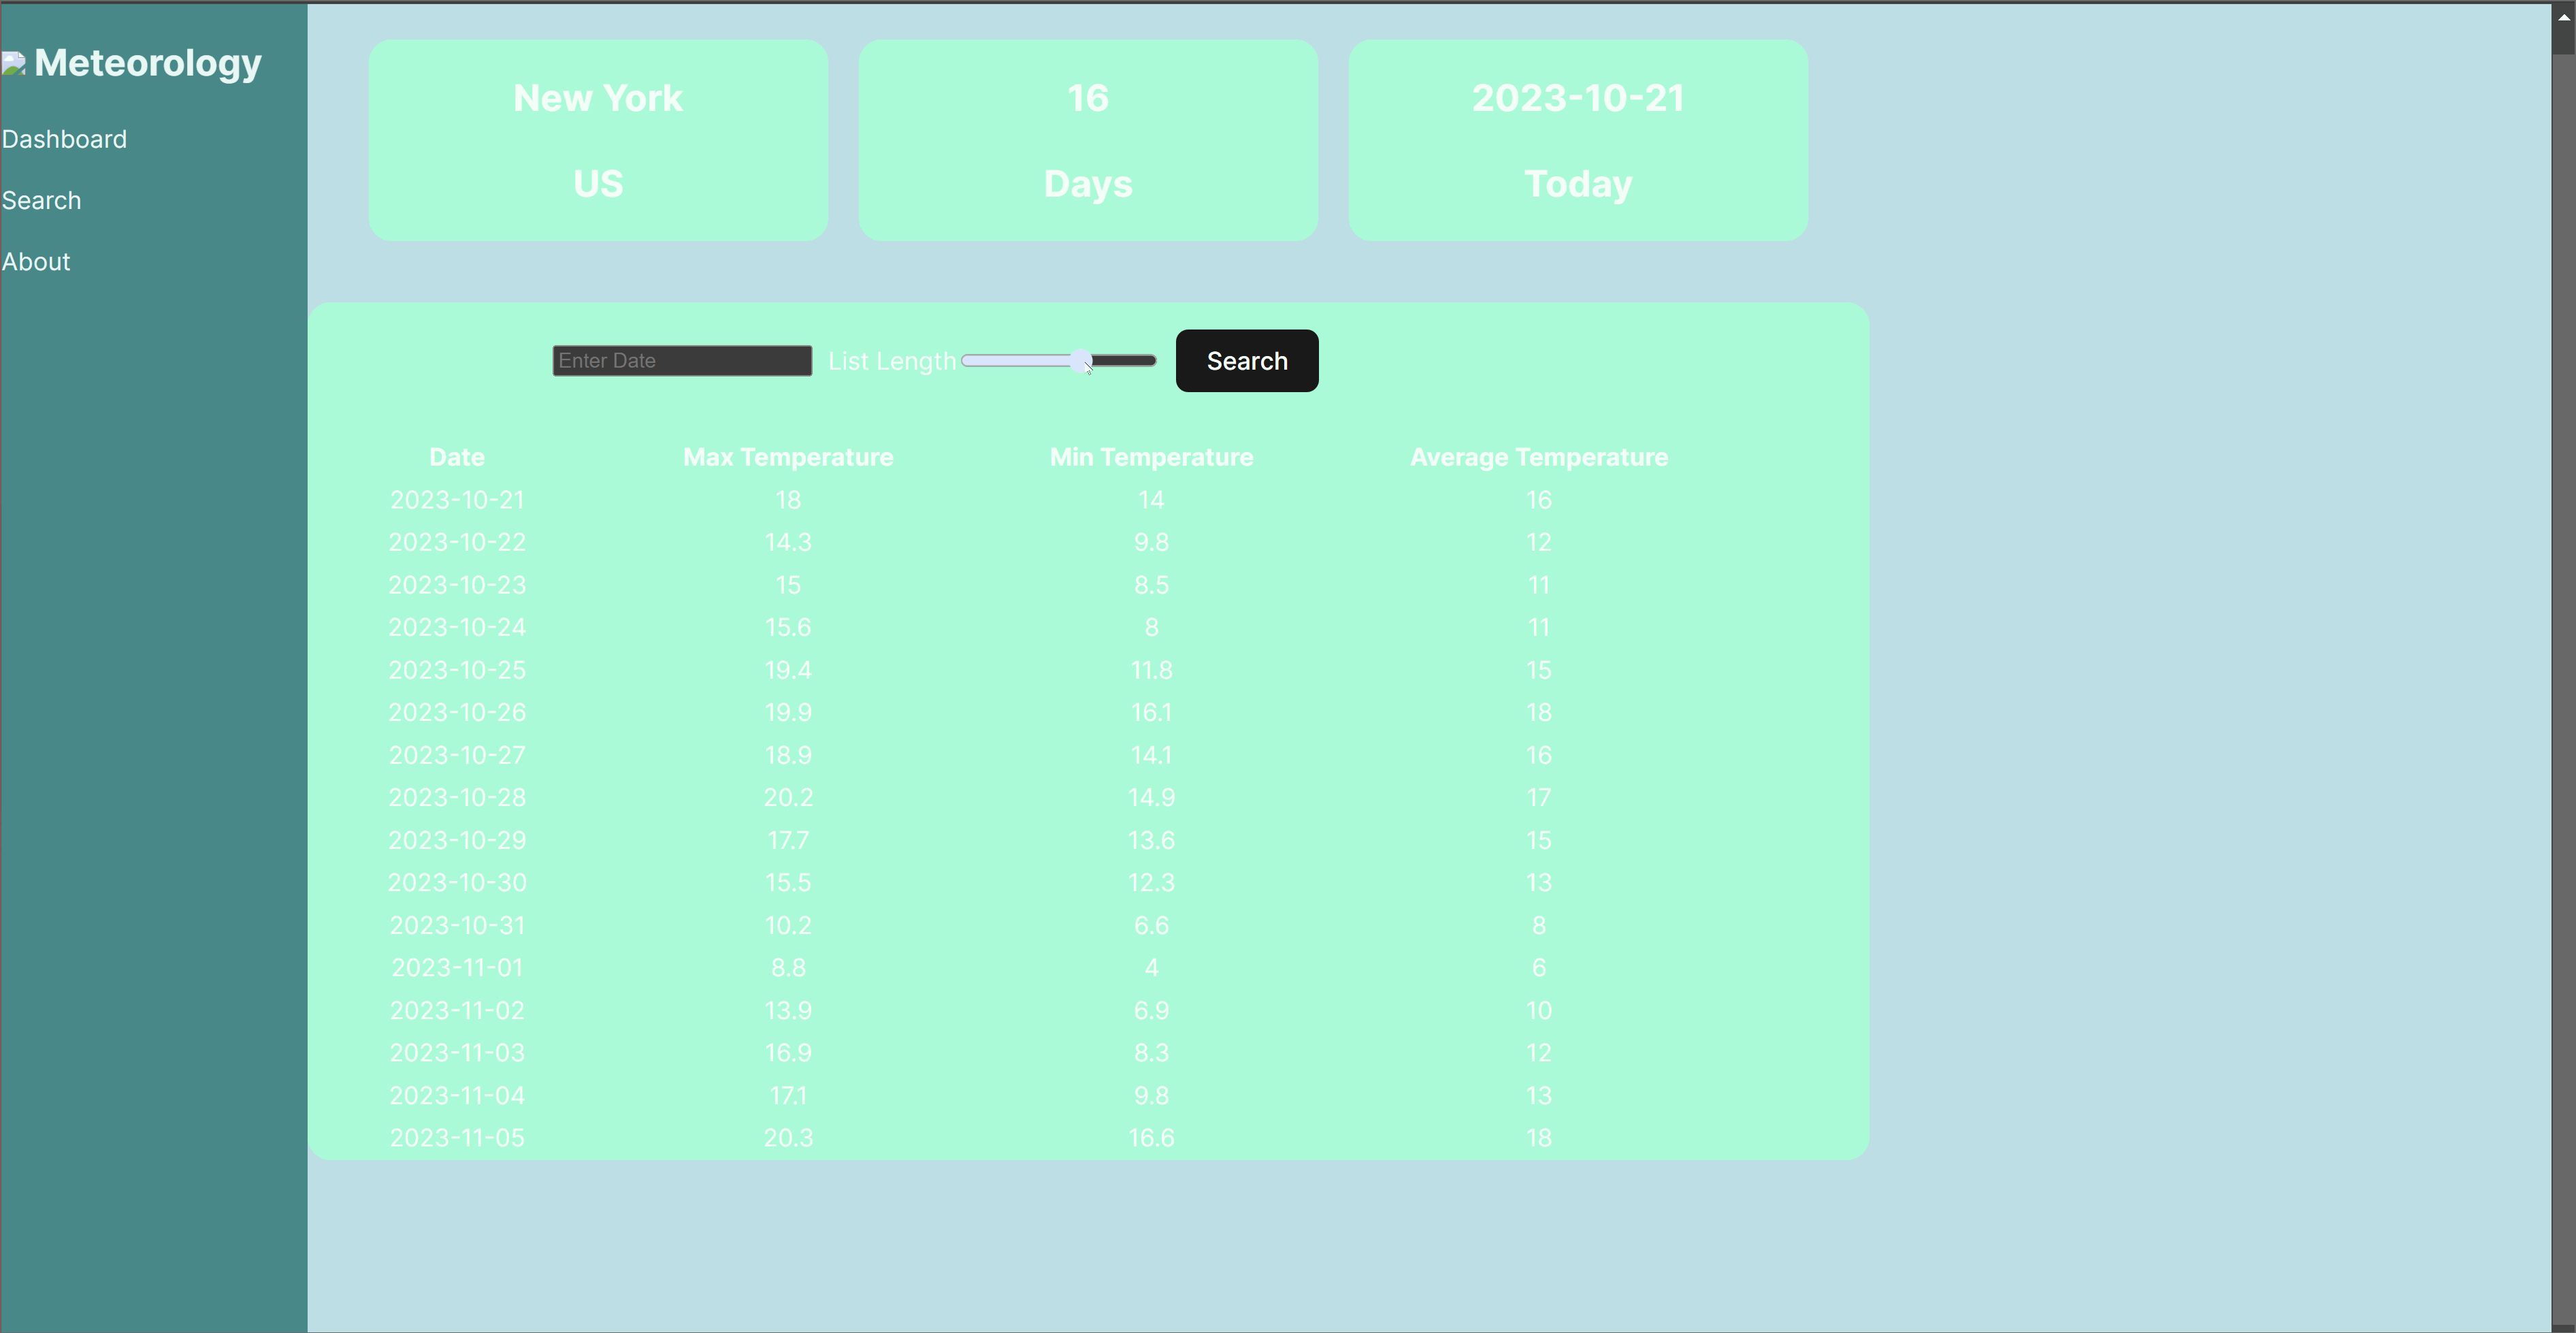 Meteorology
Dashboard
Search
About
New York
US
16
Days
2023-10-21
Today
Enter Date List Length Search
Date Max Temperature Min Temperature Average Temperature
2023-10-21 18 14 16
2023-10-22 14.3 9.8 12
2023-10-23 15 8.5 11
2023-10-24 15.6 8 11
2023-10-25 19.4 11.8 15
2023-10-26 19.9 16.1 18
2023-10-27 18.9 14.1 16
2023-10-28 20.2 14.9 17
2023-10-29 17.7 13.6 15
2023-10-30 15.5 12.3 13
2023-10-31 10.2 6.6 8
2023-11-01 8.8 4 6
2023-11-02 13.9 6.9 10
2023-11-03 16.9 8.3 12
2023-11-04 17.1 9.8 13
2023-11-05 20.3 16.6 18